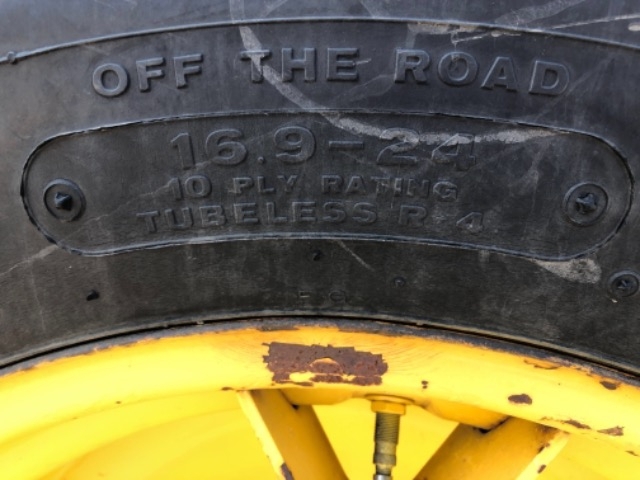 OFF THE ROAD
16.9-24
10 PLY RATING
TUBELESS R-4